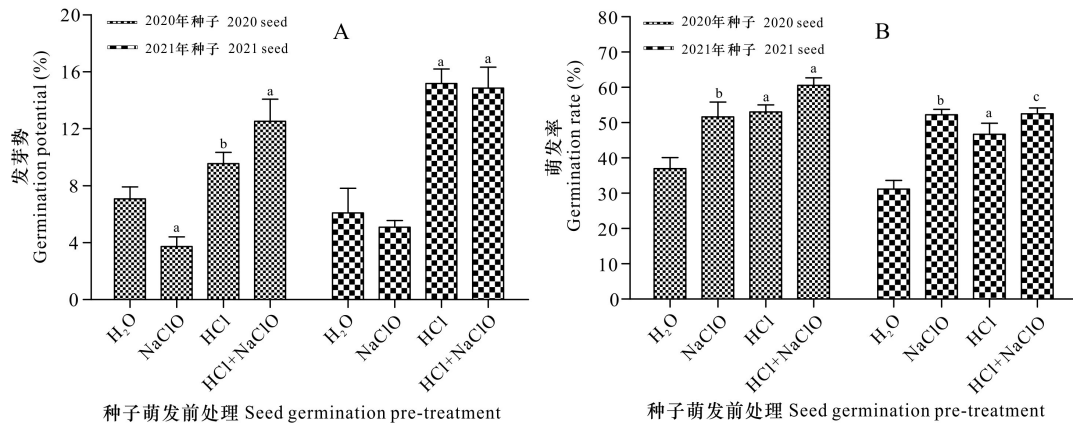 A
2020年种子 2020 seed
2021年种子 2021 seed
发芽势
Germination potential (%)
20
16
12
8
4
0
a
b
a
a
a
H₂O
NaClO
HCl
HCl+NaClO
H₂O
NaClO
HCl
HCl+NaClO
种子萌发前处理 Seed germination pre-treatment
B
2020年种子 2020 seed
2021年种子 2021 seed
萌发率
Germination rate (%)
80
70
60
50
40
30
20
10
0
b
a
a
b
a
c
H₂O
NaClO
HCl
HCl+NaClO
H₂O
NaClO
HCl
HCl+NaClO
种子萌发前处理 Seed germination pre-treatment